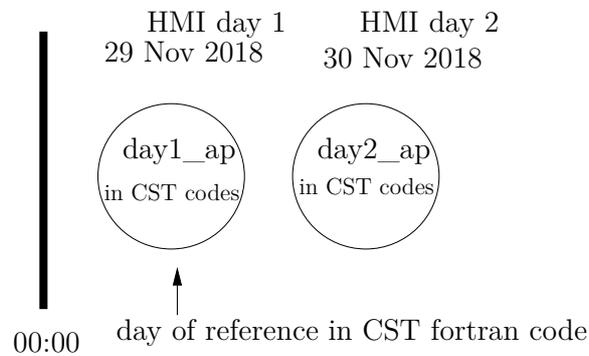 HMI day 1
29 Nov 2018
HMI day 2
30 Nov 2018
day1_ap
in CST codes
day2_ap
in CST codes
day of reference in CST fortran code
00:00